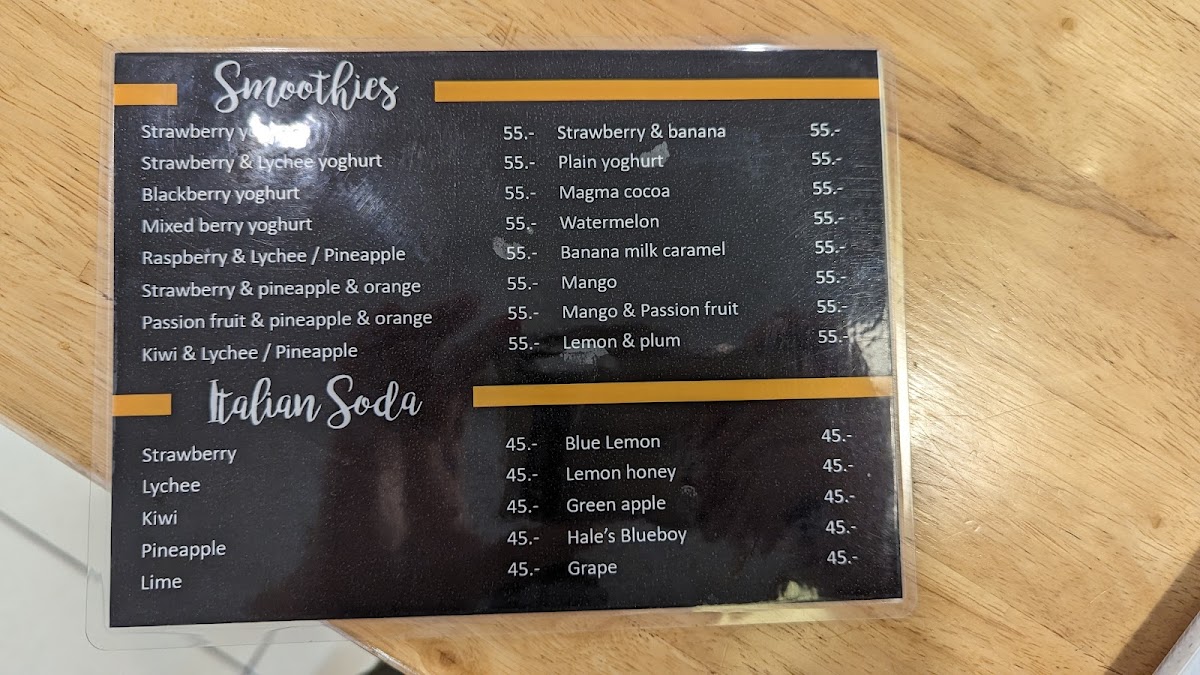 Smoothies
Strawberry 55.- Strawberry & banana 55.-
Strawberry & Lychee yoghurt 55.- Plain yoghurt 55.-
Blackberry yoghurt 55.- Magma cocoa 55.-
Mixed berry yoghurt 55.- Watermelon 55.-
Raspberry & Lychee / Pineapple 55.- Banana milk caramel 55.-
Strawberry & pineapple & orange 55.- Mango 55.-
Passion fruit & pineapple & orange 55.- Mango & Passion fruit 55.-
Kiwi & Lychee / Pineapple 55.- Lemon & plum 55.-
Italian Soda
Strawberry 45.- Blue Lemon 45.-
Lychee 45.- Lemon honey 45.-
Kiwi 45.- Green apple 45.-
Pineapple 45.- Hale's Blueboy 45.-
Lime 45.- Grape 45.-